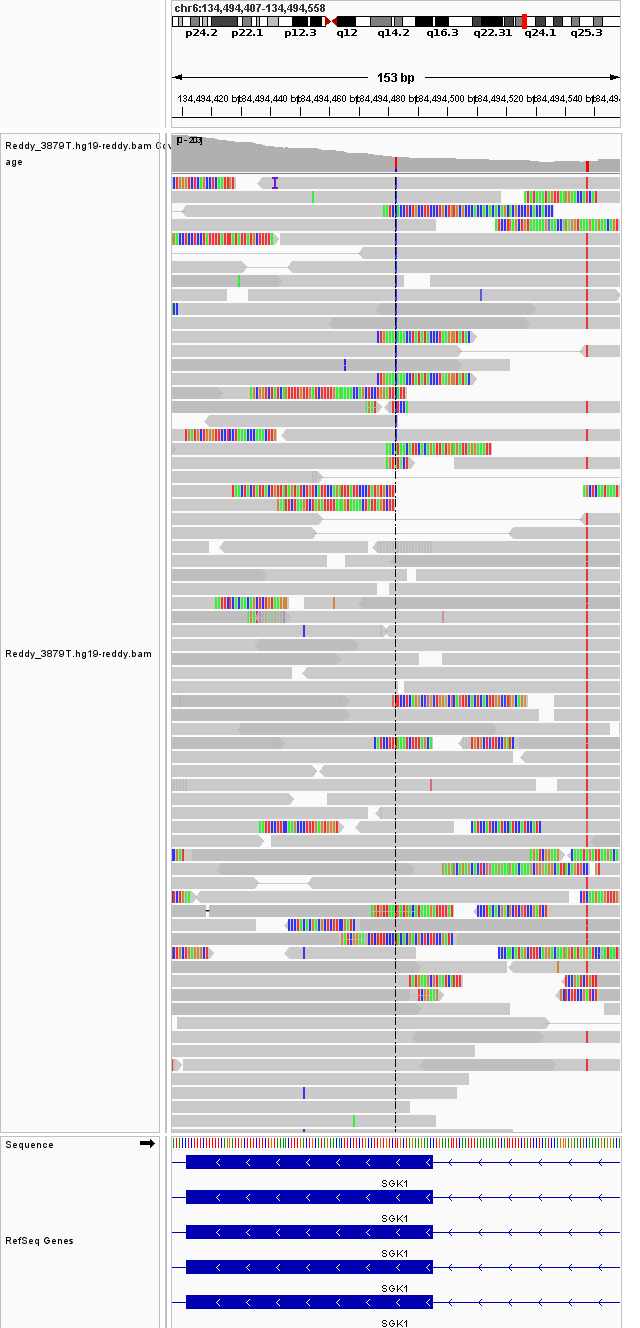 chr6:134,494,407-134,494,558
p24.2 p22.1 p12.3 q12 q14.2 q16.3 q22.31 q24.1 q25.3
153 bp
134,494,420 bp 134,494,440 bp 134,494,460 bp 134,494,480 bp 134,494,500 bp 134,494,520 bp 134,494,540 bp
Reddy_3879T.hg19-reddy.bam Cov
age
Reddy_3879T.hg19-reddy.bam
Sequence
SGK1
SGK1
RefSeq Genes
SGK1
SGK1
SGK1